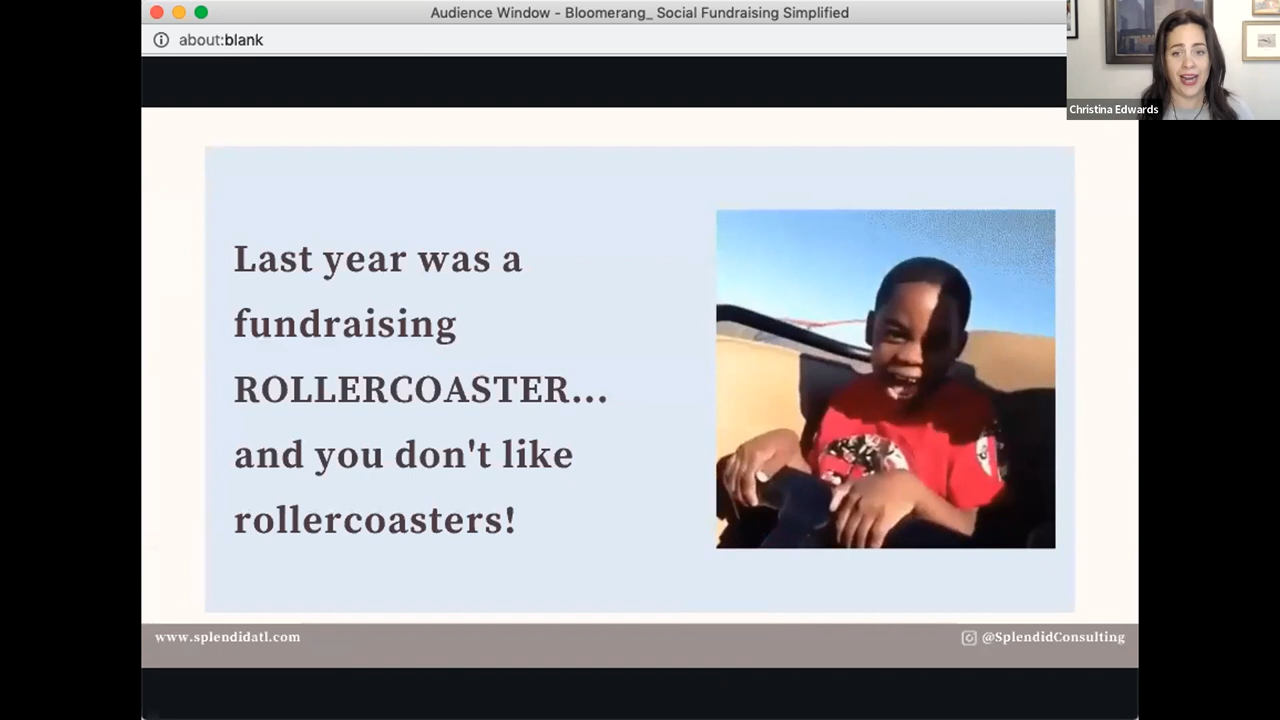 Audience Window - Bloomerang_ Social Fundraising Simplified
about:blank
Christina Edwards
Last year was a
fundraising
ROLLERCOASTER...
and you don't like
rollercoasters!
www.splendidatl.com
@SplendidConsulting